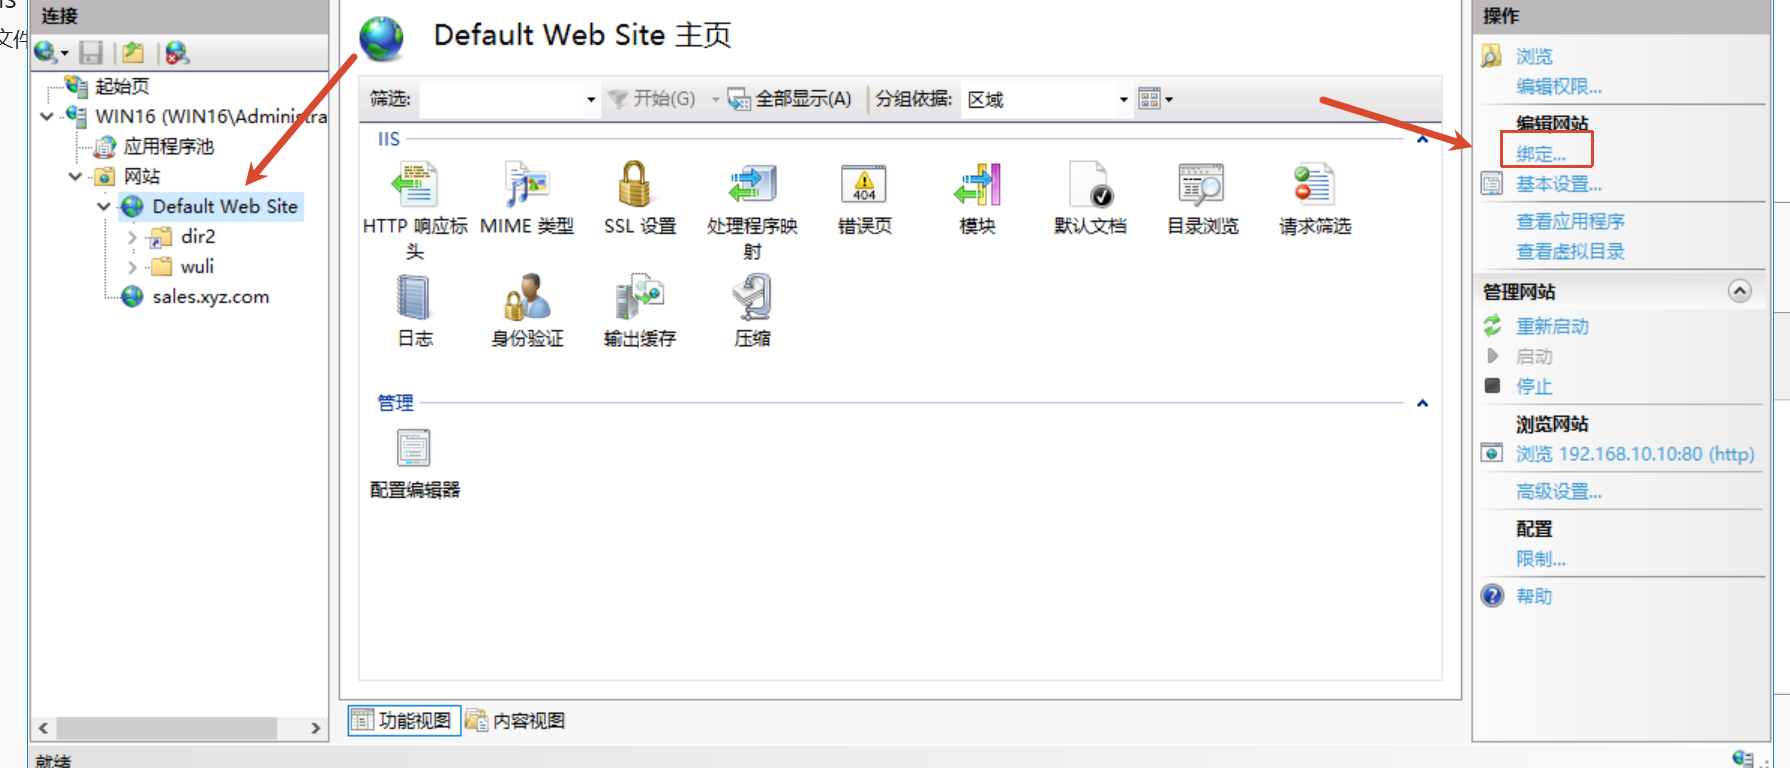 IS
文件
连接
起始页
WIN16 (WIN16\Administra
应用程序池
网站
Default Web Site
dir2
wuli
sales.xyz.com
Default Web Site 主页
筛选:
开始(G)
全部显示(A)
分组依据:
区域
IIS
HTTP 响应标
头
MIME 类型
SSL 设置
处理程序映
射
404
错误页
模块
默认文档
目录浏览
请求筛选
日志
身份验证
输出缓存
压缩
管理
配置编辑器
功能视图
内容视图
操作
浏览
编辑权限...
编辑网站
绑定...
基本设置...
查看应用程序
查看虚拟目录
管理网站
重新启动
启动
停止
浏览网站
浏览 192.168.10.10:80 (http)
高级设置...
配置
限制...
帮助
就绪